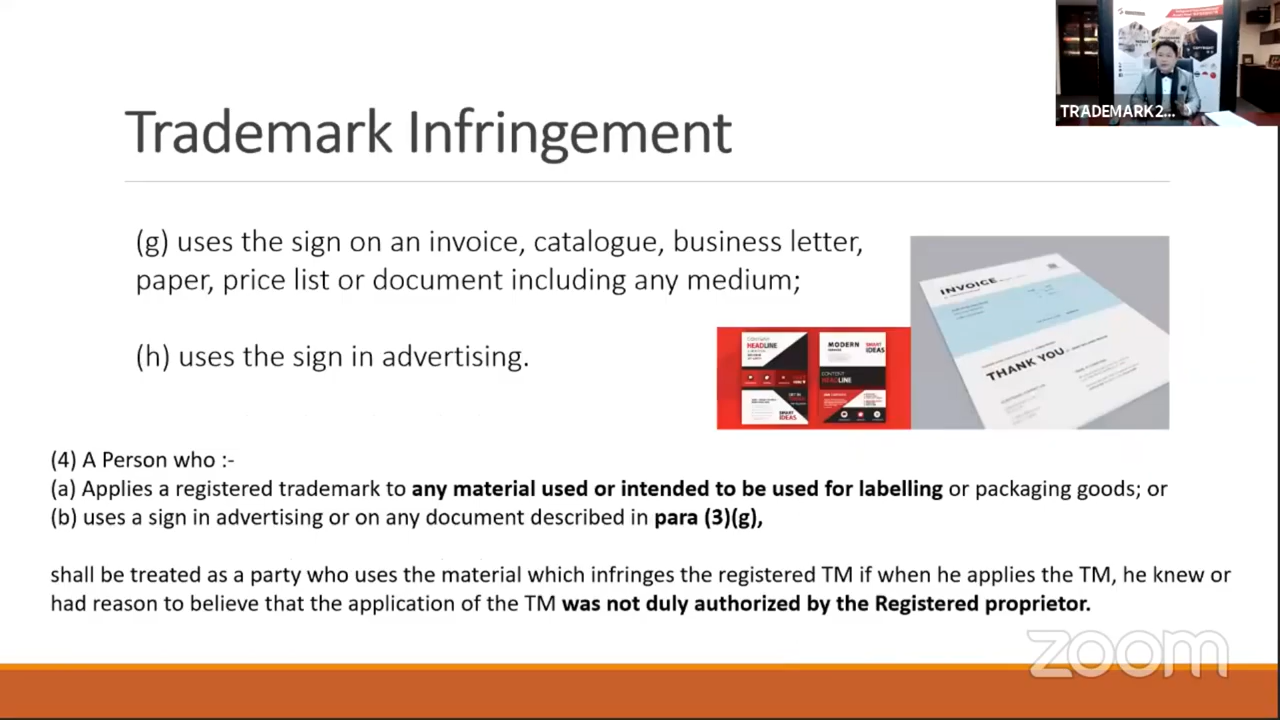 TRADEMARK 2...
Trademark Infringement
(g) uses the sign on an invoice, catalogue, business letter,
paper, price list or document including any medium;
(h) uses the sign in advertising.
INVOICE
THANK YOU
HEADLINE
SMART
IDEAS
MODERN
SMART
IDEAS
CONTENT
HEADLINE
(4) A Person who :-
(a) Applies a registered trademark to any material used or intended to be used for labelling or packaging goods; or
(b) uses a sign in advertising or on any document described in para (3)(g),
shall be treated as a party who uses the material which infringes the registered TM if when he applies the TM, he knew or
had reason to believe that the application of the TM was not duly authorized by the Registered proprietor.
zoom